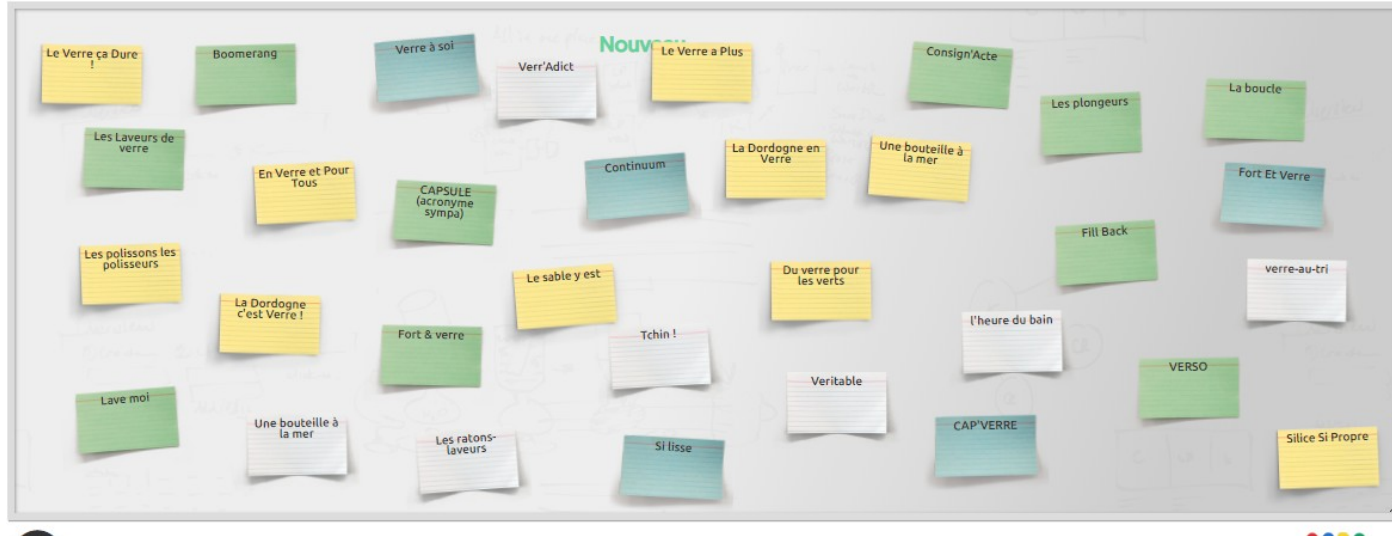 Nouveau
Le Verre ça Dure
!
Boomerang
Verre à soi
Verr'Adict
Le Verre a Plus
Consign'Acte
Les plongeurs
La boucle
Les Laveurs de
verre
En Verre et Pour
Tous
CAPSULE
(acronyme
sympa)
Continuum
La Dordogne en
Verre
Une bouteille à
la mer
Fort Et Verre
Les polissons les
polisseurs
La Dordogne
c'est Verre !
Fort & verre
Le sable y est
Tchin !
Du verre pour
les verts
l'heure du bain
Fill Back
verre-au-tri
Lave moi
Une bouteille à
la mer
Les ratons-
laveurs
Si lisse
Veritable
CAP'VERRE
VERSO
Silice Si Propre